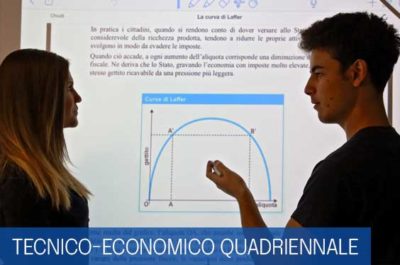 Chiudi
La curva di Laffer
In pratica i cittadini, quando si rendono conto di dover versare allo
considerevole della ricchezza prodotta, tendono a ridurre le proprie
svolgono in modo da evadere le imposte.
Quando ciò accade, a ogni aumento dell'aliquota corrisponde una diminuzione
fiscale. Ne deriva che lo Stato, gravando l'economia con imposte molto elevate,
stesso gettito ricavabile da una pressione più leggera.
Curva di Laffer
gettito
A'
B'
O
A
aliquota
TECNICO-ECONOMICO QUADRIENNALE